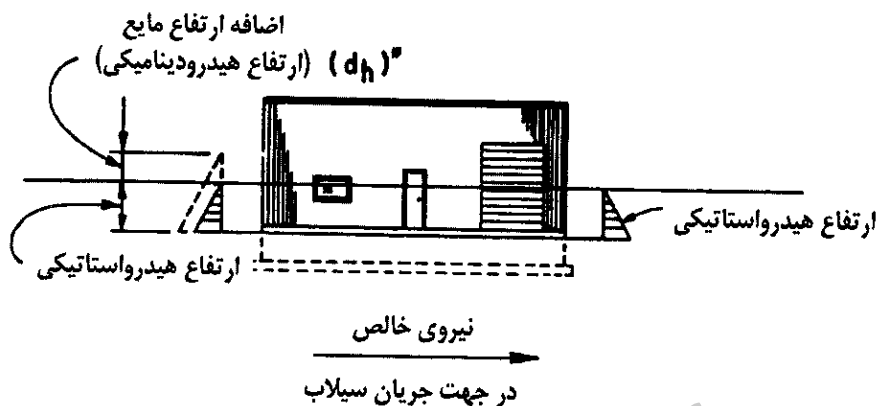 اضافه ارتفاع مایع
(ارتفاع هیدرودینامیکی) (dh)*
ارتفاع هیدرواستاتیکی
ارتفاع هیدرواستاتیکی
نیروی خالص
در جهت جریان سیلاب